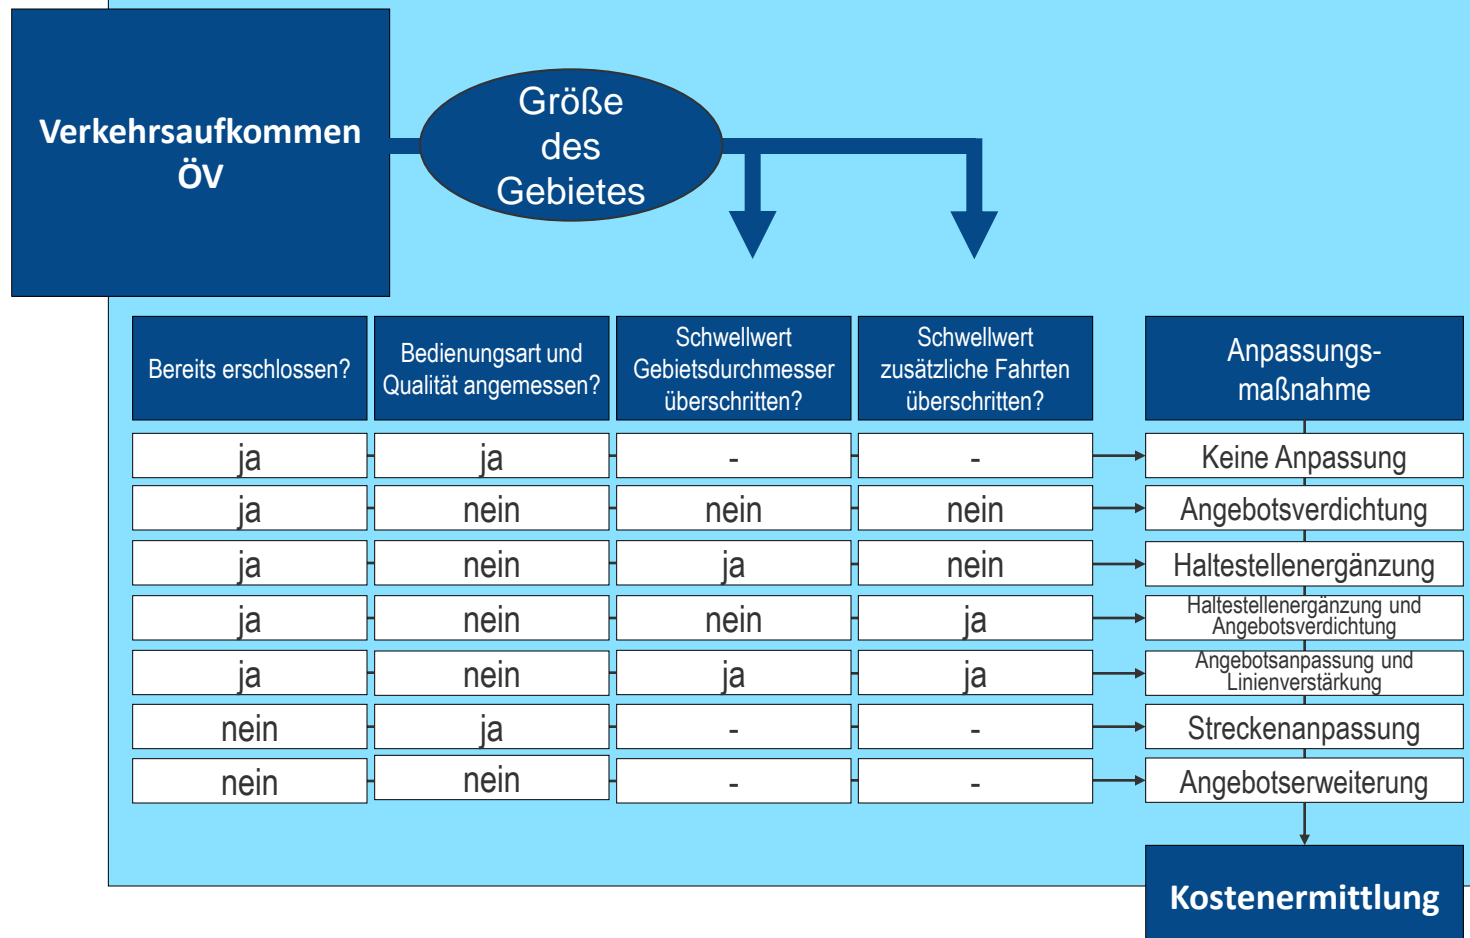 Verkehrsaufkommen
ÖV
Größe
des
Gebietes
Bereits erschlossen?
Bedienungsart und
Qualität angemessen?
Schwellwert
Gebietsdurchmesser
überschritten?
Schwellwert
zusätzliche Fahrten
überschritten?
Anpassungs-
maßnahme
ja ja - - Keine Anpassung
ja nein nein nein Angebotsverdichtung
ja nein ja nein Haltestellenergänzung
ja nein nein ja Haltestellenergänzung und
Angebotsverdichtung
ja nein ja ja Angebotsanpassung und
Linienverstärkung
nein ja - - Streckenanpassung
nein nein - - Angebotserweiterung
Kostenermittlung